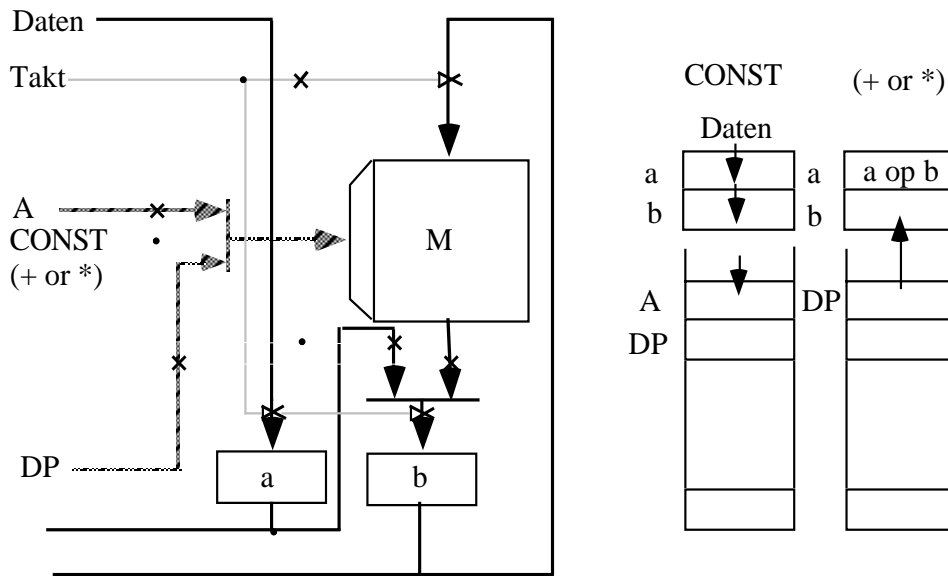 Daten
Takt
A
CONST
(+ or *)
DP
M
a
b
CONST (+ or *)
Daten
a a a op b
b b
A DP
DP